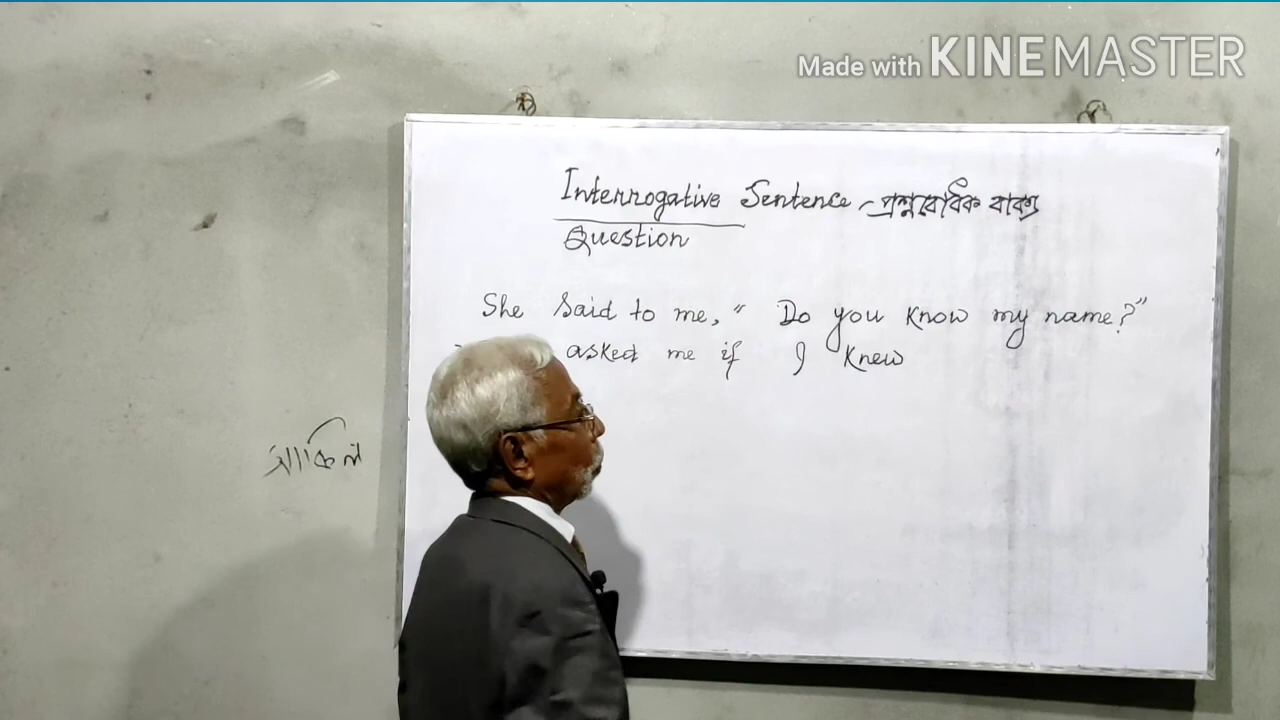 Made with KINEMASTER
Interrogative Sentence - প্রশ্নবোধক বাক্য
Question
She Said to me, " Do you know my name?"
asked me if I knew